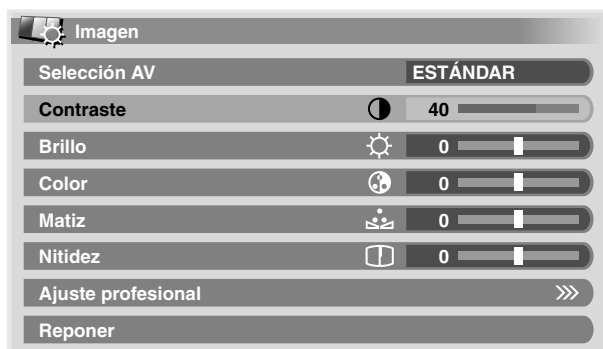 Imagen
Selección AV ESTÁNDAR
Contraste 40
Brillo 0
Color 0
Matiz 0
Nitidez 0
Ajuste profesional
Reponer